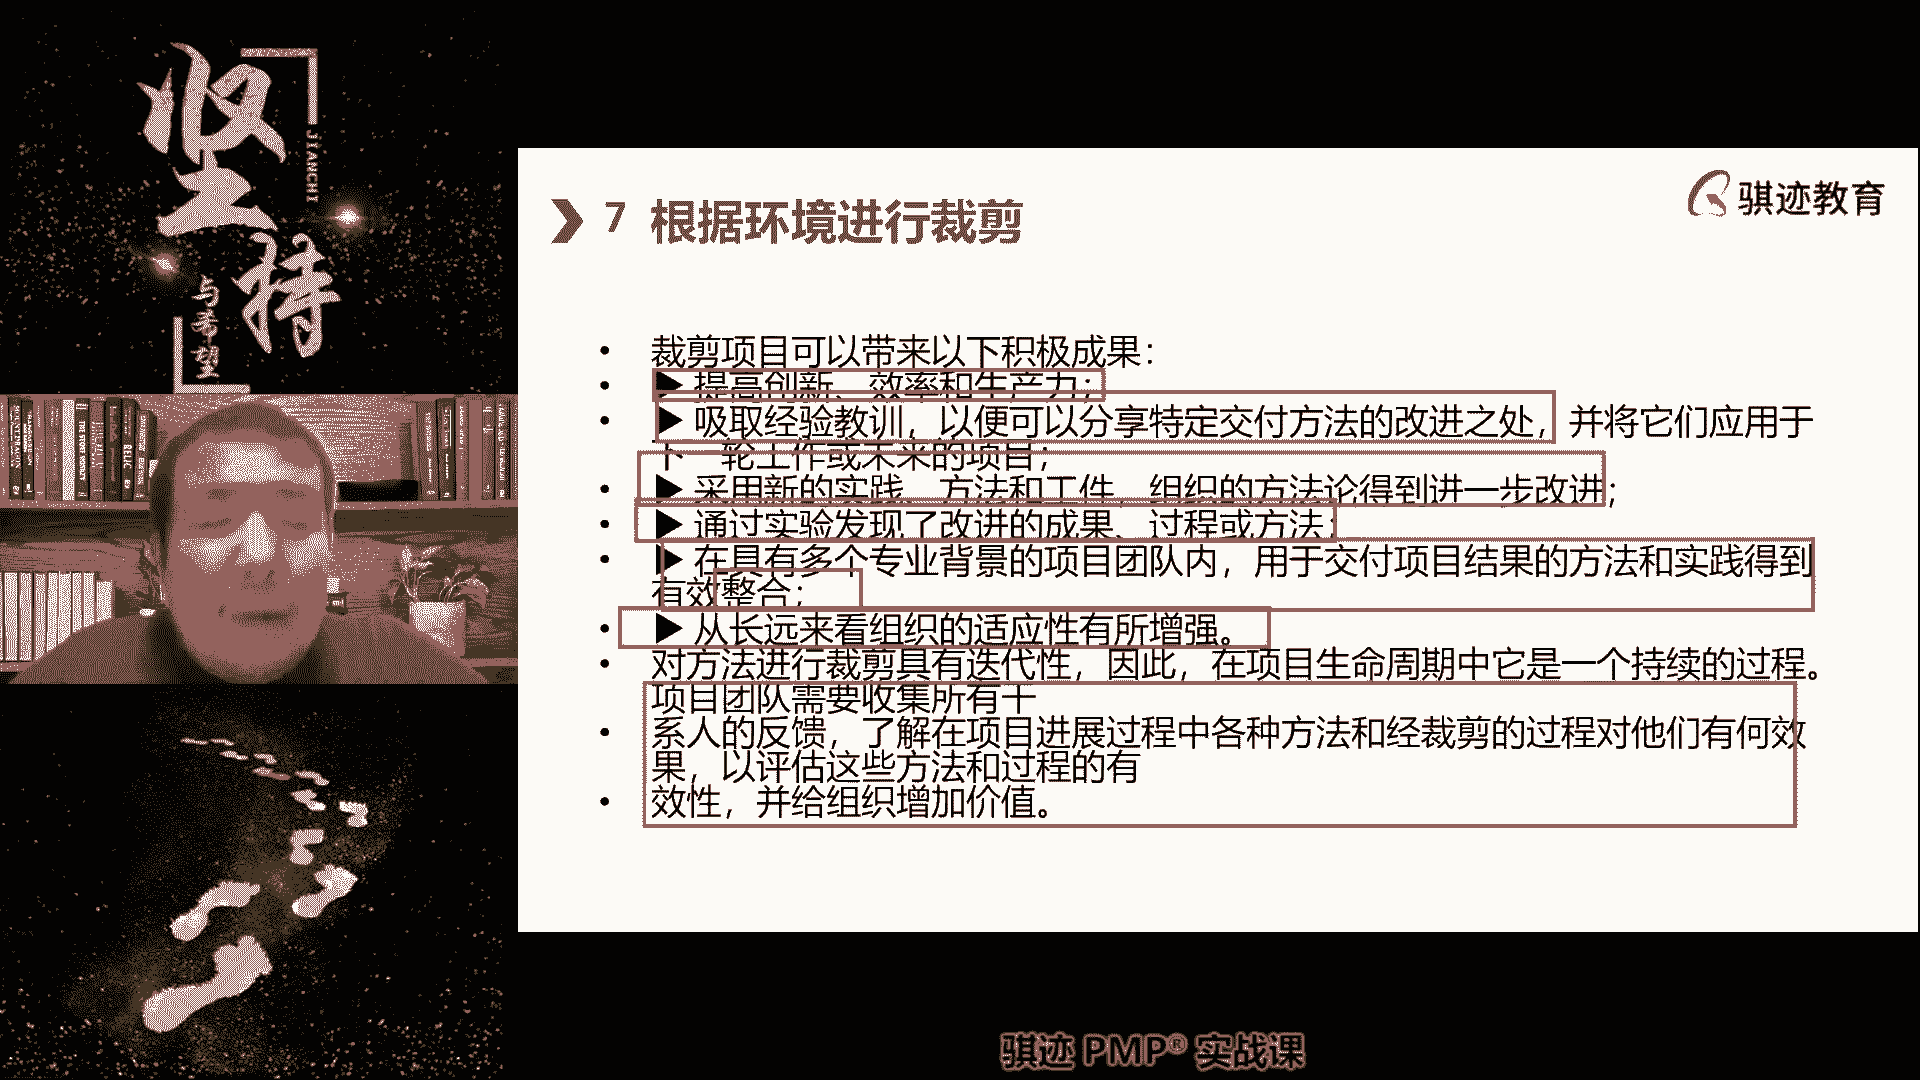 坚持
JIANCHI
与希望
骐迹教育
7 根据环境进行裁剪
• 裁剪项目可以带来以下积极成果：
• ▶ 提高创新、效率和生产力；
• ▶ 吸取经验教训，以便可以分享特定交付方法的改进之处，并将它们应用于
下一轮工作或未来的项目；
• ▶ 采用新的实践、方法和工件，组织的方法论得到进一步改进；
• ▶ 通过实验发现了改进的成果、过程或方法；
• ▶ 在具有多个专业背景的项目团队内，用于交付项目结果的方法和实践得到
有效整合；
• ▶ 从长远来看组织的适应性有所增强。
• 对方法进行裁剪具有迭代性，因此，在项目生命周期中它是一个持续的过程。
项目团队需要收集所有干
• 系人的反馈，了解在项目进展过程中各种方法和经裁剪的过程对他们有何效
果，以评估这些方法和过程的有
• 效性，并给组织增加价值。
骐迹 PMP® 实战课